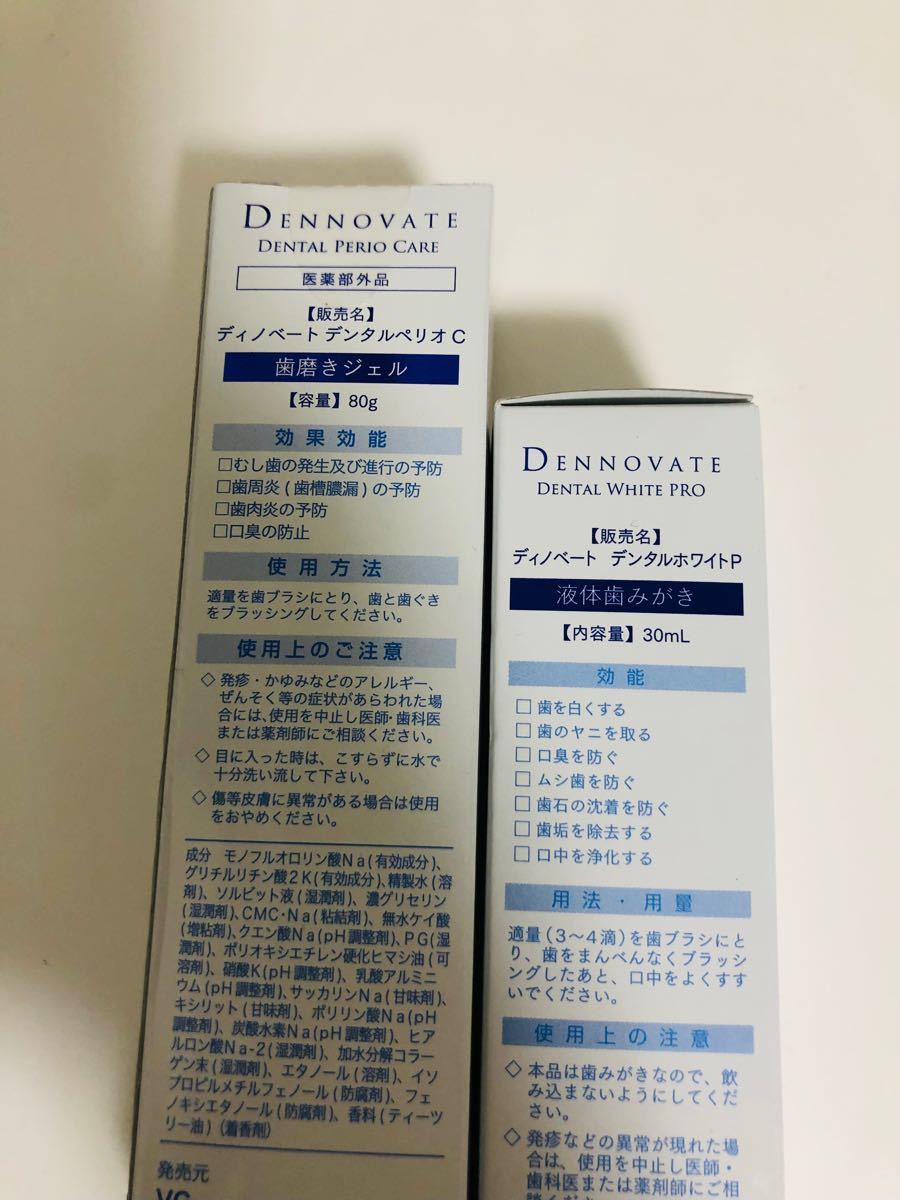 DENNOVATE
DENTAL PERIO CARE
医薬部外品
【販売名】
ディノベート デンタルペリオC
歯磨きジェル
【容量】80g
効果効能
□むし歯の発生及び進行の予防
□歯周炎(歯槽膿漏)の予防
□歯肉炎の予防
□口臭の防止
使用方法
適量を歯ブラシにとり、歯と歯ぐき
をブラッシングしてください。
使用上のご注意
◇発疹・かゆみなどのアレルギー、
ぜんそく等の症状があらわれた場
合には、使用を中止し医師・歯科医
または薬剤師にご相談ください。
◇目に入った時は、こすらずに水で
十分洗い流して下さい。
◇傷等皮膚に異常がある場合は使用
をおやめください。
成分 モノフルオロリン酸Na(有効成分)、
グリチルリチン酸2K(有効成分)、精製水(溶
剤)、ソルビット液(湿潤剤)、濃グリセリン
(湿潤剤)、CMC・Na(粘結剤)、無水ケイ酸
(増粘剤)、クエン酸Na(pH調整剤)、PG(湿
潤剤)、ポリオキシエチレン硬化ヒマシ油(可
溶剤)、硝酸K(pH調整剤)、乳酸アルミニ
ウム(pH調整剤)、サッカリンNa(甘味剤)、
キシリット(甘味剤)、ポリリン酸Na(pH
調整剤)、炭酸水素Na(pH調整剤)、ヒア
ルロン酸Na-2(湿潤剤)、加水分解コラー
ゲン末(湿潤剤)、エタノール(溶剤)、イソ
プロピルメチルフェノール(防腐剤)、フェ
ノキシエタノール(防腐剤)、香料(ティーツ
リー油)(着香剤)
発売元
DENNOVATE
DENTAL WHITE PRO
【販売名】
ディノベート デンタルホワイトP
液体歯みがき
【内容量】30mL
効能
□歯を白くする
□歯のヤニを取る
□口臭を防ぐ
□ムシ歯を防ぐ
□歯石の沈着を防ぐ
□歯垢を除去する
□口中を浄化する
用法・用量
適量(3〜4滴)を歯ブラシにと
り、歯をまんべんなくブラッシ
ングしたあと、口中をよくすす
いでください。
使用上の注意
◇本品は歯みがきなので、飲
み込まないようにしてくだ
さい。
◇発疹などの異常が現れた場
合は、使用を中止し医師・
歯科医または薬剤師にご相